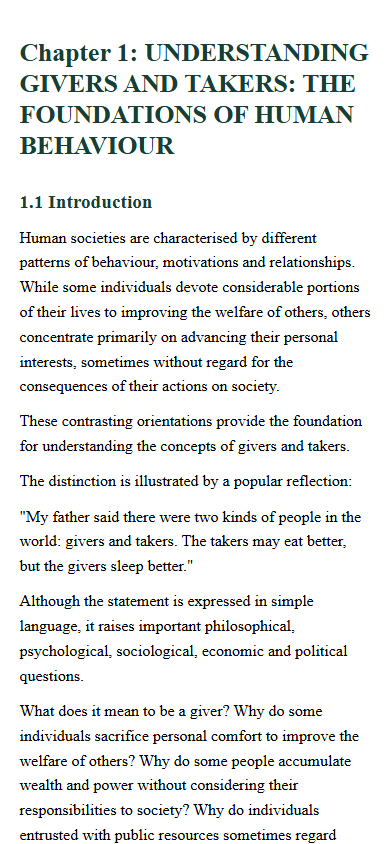 Chapter 1: UNDERSTANDING
GIVERS AND TAKERS: THE
FOUNDATIONS OF HUMAN
BEHAVIOUR
1.1 Introduction
Human societies are characterised by different
patterns of behaviour, motivations and relationships.
While some individuals devote considerable portions
of their lives to improving the welfare of others, others
concentrate primarily on advancing their personal
interests, sometimes without regard for the
consequences of their actions on society.
These contrasting orientations provide the foundation
for understanding the concepts of givers and takers.
The distinction is illustrated by a popular reflection:
"My father said there were two kinds of people in the
world: givers and takers. The takers may eat better,
but the givers sleep better."
Although the statement is expressed in simple
language, it raises important philosophical,
psychological, sociological, economic and political
questions.
What does it mean to be a giver? Why do some
individuals sacrifice personal comfort to improve the
welfare of others? Why do some people accumulate
wealth and power without considering their
responsibilities to society? Why do individuals
entrusted with public resources sometimes regard